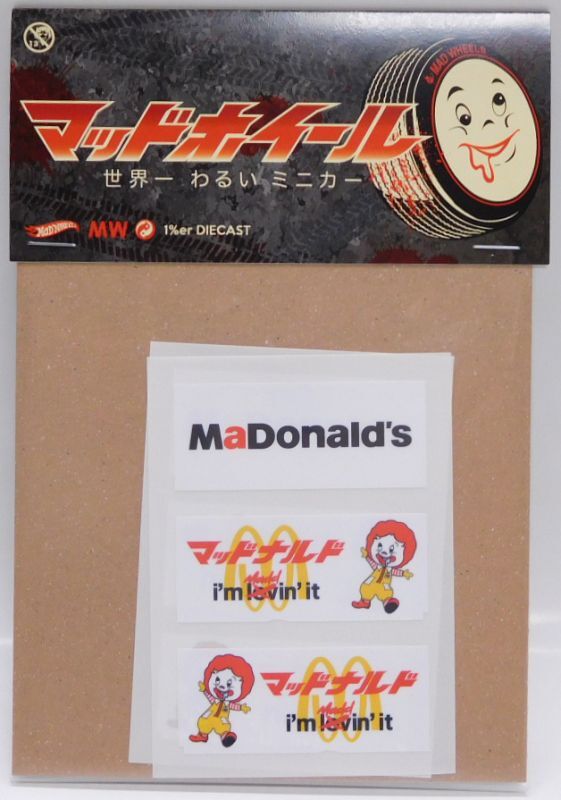 & MAD WHEELS
マッドホイール
世界一 わるい ミニカー
Mad Wheels
MW
1%er DIECAST
MaDonald's
マッドナルド
i'm lovin' it
マッドナルド
i'm lovin' it